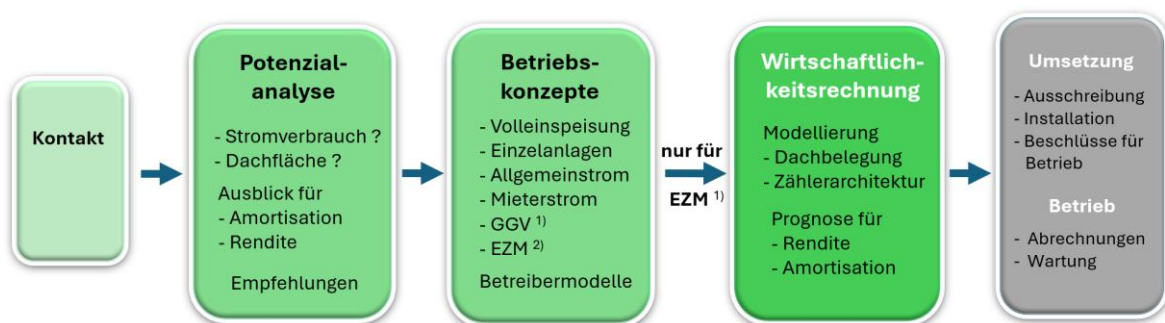 Kontakt
Potenzial-
analyse
- Stromverbrauch ?
- Dachfläche ?
Ausblick für
- Amortisation
- Rendite
Empfehlungen
Betriebs-
konzepte
- Volleinspeisung
- Einzelanlagen
- Allgemeinstrom
- Mieterstrom
- GGV 1)
- EZM 2)
Betreibermodelle
nur für
EZM 1)
Wirtschaftlich-
keitsrechnung
Modellierung
- Dachbelegung
- Zählerarchitektur
Prognose für
- Rendite
- Amortisation
Umsetzung
- Ausschreibung
- Installation
- Beschlüsse für
Betrieb
Betrieb
- Abrechnungen
- Wartung